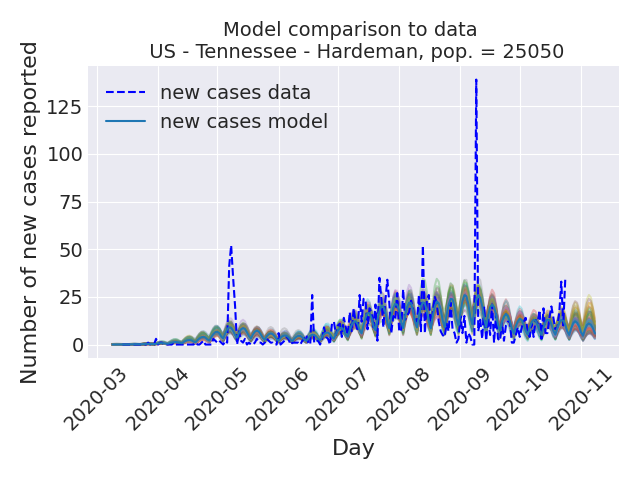 Model comparison to data
US - Tennessee - Hardeman, pop. = 25050
Number of new cases reported
new cases data
new cases model
125
100
75
50
25
0
2020-03
2020-04
2020-05
2020-06
2020-07
2020-08
2020-09
2020-10
2020-11
Day